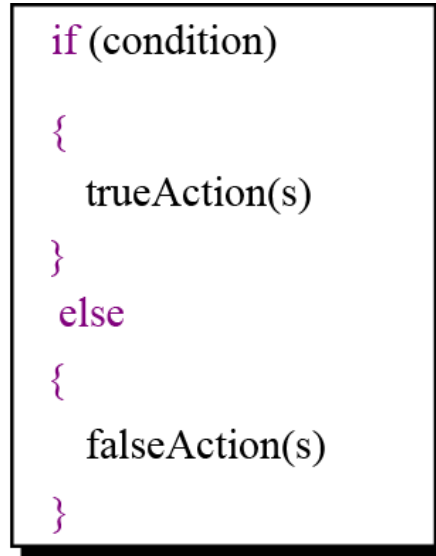 if (condition)
{
trueAction(s)
}
else
{
falseAction(s)
}